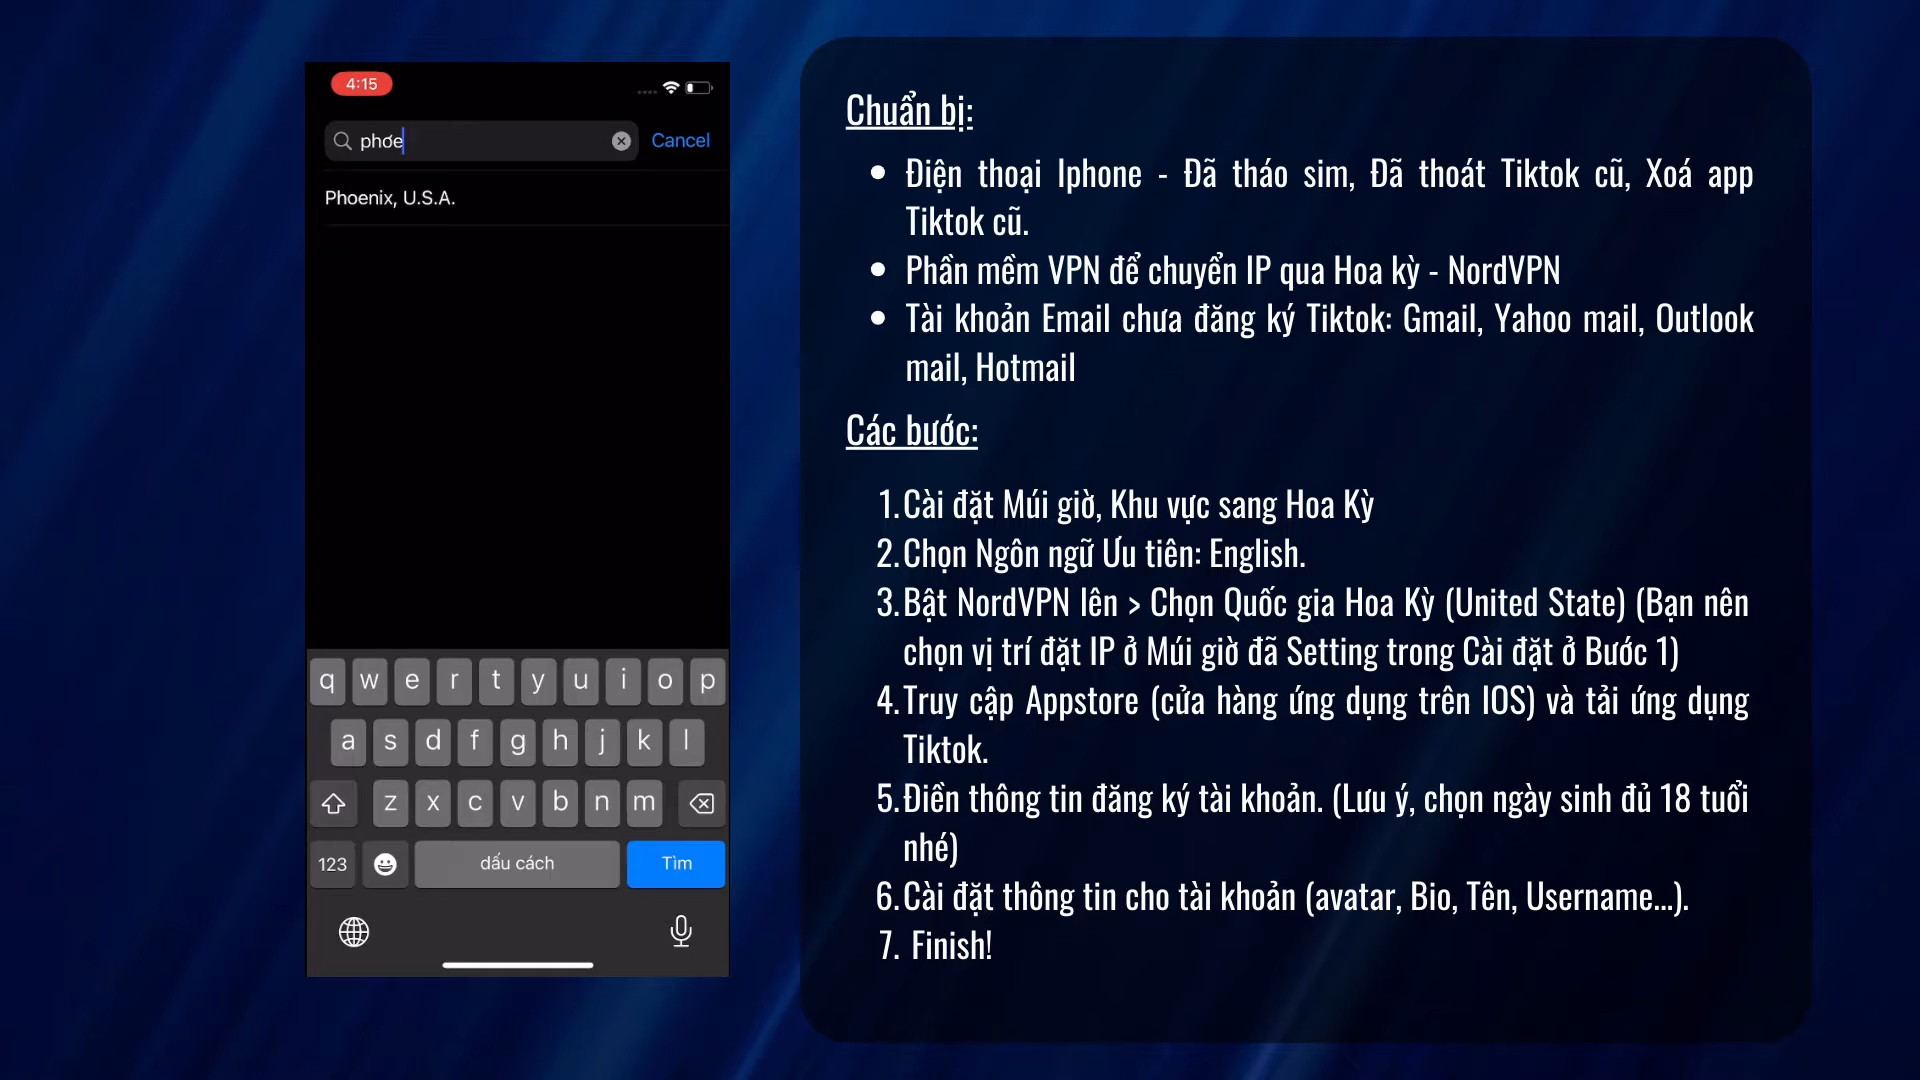 4:15
phơe
Cancel
Phoenix, U.S.A.
q w e r t y u i o p
a s d f g h j k l
z x c v b n m
123 dấu cách Tìm
Chuẩn bị:
• Điện thoại Iphone - Đã tháo sim, Đã thoát Tiktok cũ, Xoá app
Tiktok cũ.
• Phần mềm VPN để chuyển IP qua Hoa kỳ - NordVPN
• Tài khoản Email chưa đăng ký Tiktok: Gmail, Yahoo mail, Outlook
mail, Hotmail
Các bước:
1. Cài đặt Múi giờ, Khu vực sang Hoa Kỳ
2. Chọn Ngôn ngữ Ưu tiên: English.
3. Bật NordVPN lên > Chọn Quốc gia Hoa Kỳ (United State) (Bạn nên
chọn vị trí đặt IP ở Múi giờ đã Setting trong Cài đặt ở Bước 1)
4. Truy cập Appstore (cửa hàng ứng dụng trên IOS) và tải ứng dụng
Tiktok.
5. Điền thông tin đăng ký tài khoản. (Lưu ý, chọn ngày sinh đủ 18 tuổi
nhé)
6. Cài đặt thông tin cho tài khoản (avatar, Bio, Tên, Username...).
7. Finish!